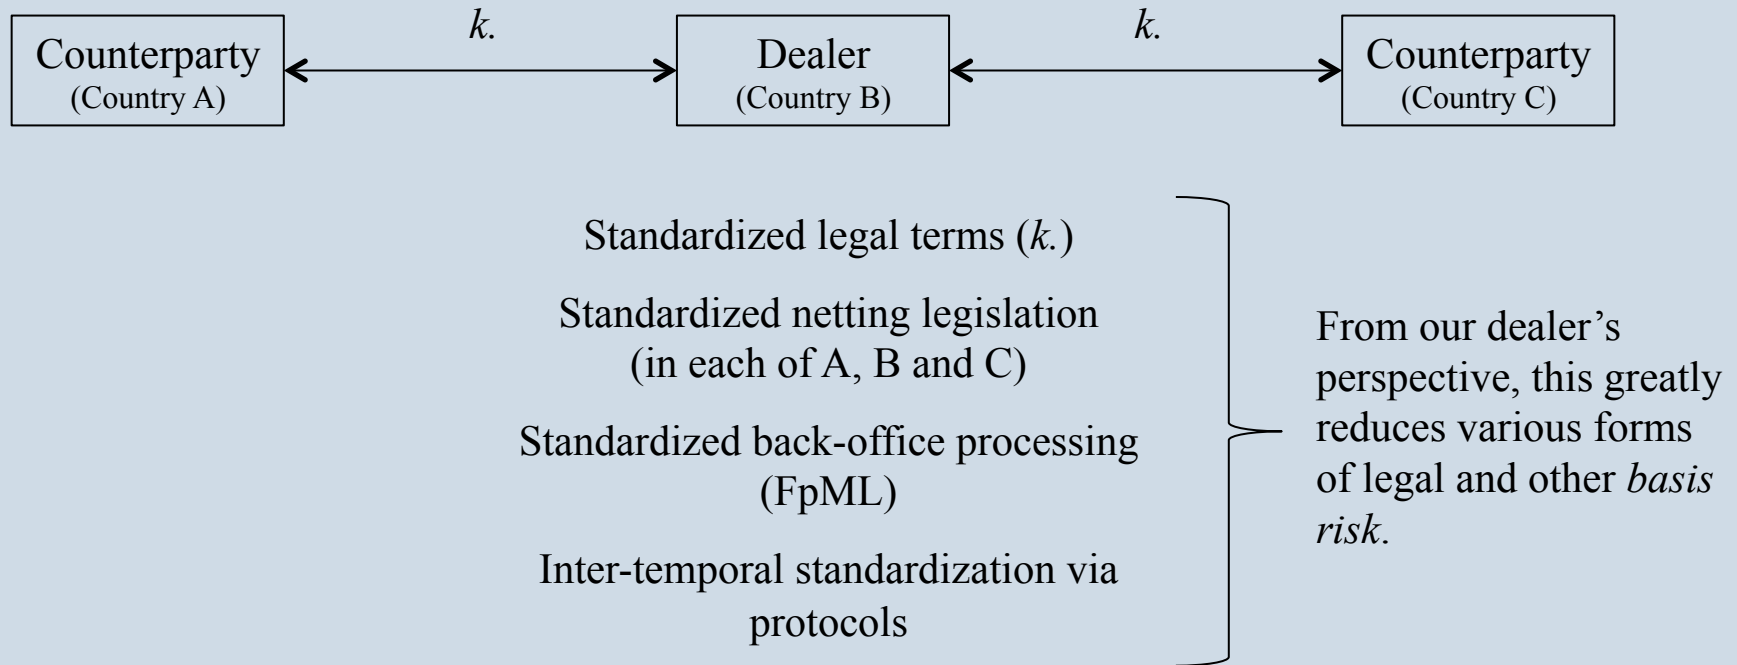 Counterparty
(Country A)
k.
Dealer
(Country B)
k.
Counterparty
(Country C)
Standardized legal terms (k.)
Standardized netting legislation
(in each of A, B and C)
Standardized back-office processing
(FpML)
Inter-temporal standardization via
protocols
From our dealer’s
perspective, this greatly
reduces various forms
of legal and other basis
risk.